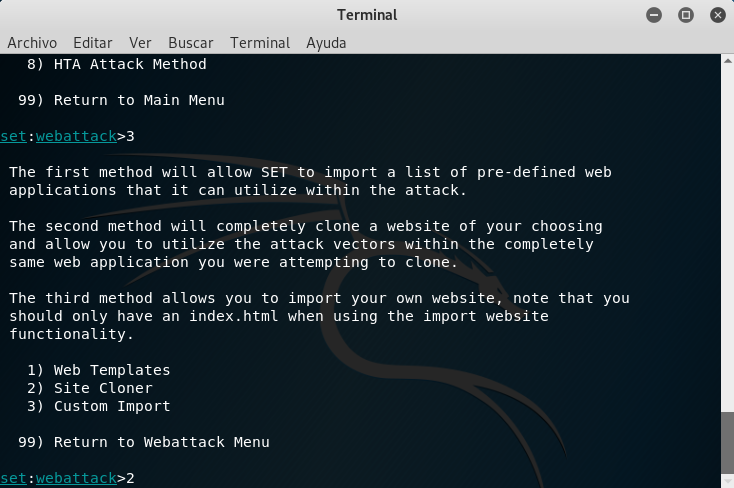 Terminal
Archivo Editar Ver Buscar Terminal Ayuda
8) HTA Attack Method
99) Return to Main Menu
set:webattack>3
The first method will allow SET to import a list of pre-defined web
applications that it can utilize within the attack.
The second method will completely clone a website of your choosing
and allow you to utilize the attack vectors within the completely
same web application you were attempting to clone.
The third method allows you to import your own website, note that you
should only have an index.html when using the import website
functionality.
1) Web Templates
2) Site Cloner
3) Custom Import
99) Return to Webattack Menu
set:webattack>2